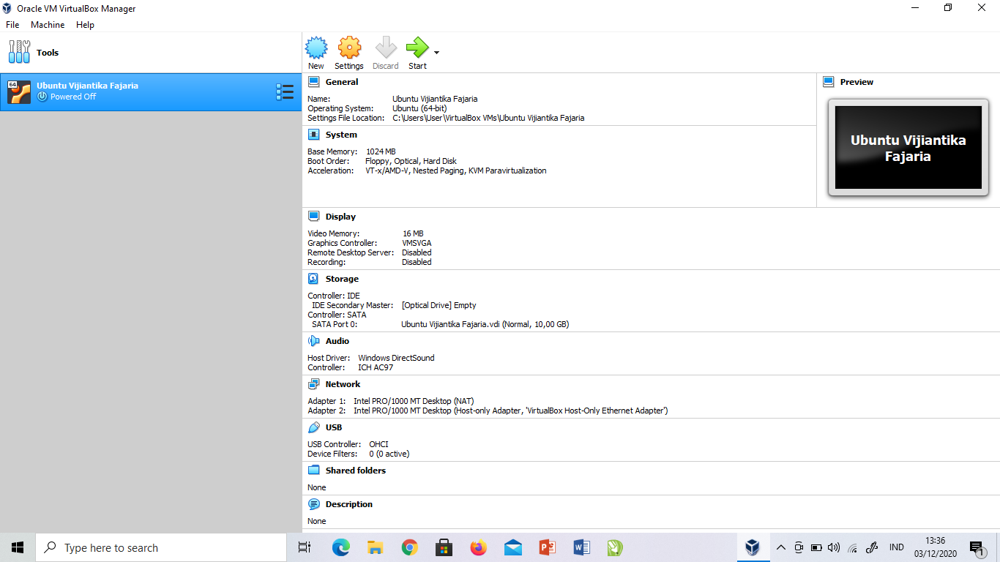 Oracle VM VirtualBox Manager
File Machine Help
Tools
New Settings Discard Start
64
Ubuntu Vijiantika Fajaria
Powered Off
General
Name: Ubuntu Vijiantika Fajaria
Operating System: Ubuntu (64-bit)
Settings File Location: C:\Users\User\VirtualBox VMs\Ubuntu Vijiantika Fajaria
Preview
Ubuntu Vijiantika
Fajaria
System
Base Memory: 1024 MB
Boot Order: Floppy, Optical, Hard Disk
Acceleration: VT-x/AMD-V, Nested Paging, KVM Paravirtualization
Display
Video Memory: 16 MB
Graphics Controller: VMSVGA
Remote Desktop Server: Disabled
Recording: Disabled
Storage
Controller: IDE
IDE Secondary Master: [Optical Drive] Empty
Controller: SATA
SATA Port 0: Ubuntu Vijiantika Fajaria.vdi (Normal, 10,00 GB)
Audio
Host Driver: Windows DirectSound
Controller: ICH AC97
Network
Adapter 1: Intel PRO/1000 MT Desktop (NAT)
Adapter 2: Intel PRO/1000 MT Desktop (Host-only Adapter, 'VirtualBox Host-Only Ethernet Adapter')
USB
USB Controller: OHCI
Device Filters: 0 (0 active)
Shared folders
None
Description
None
Type here to search
IND
13:36
03/12/2020
1